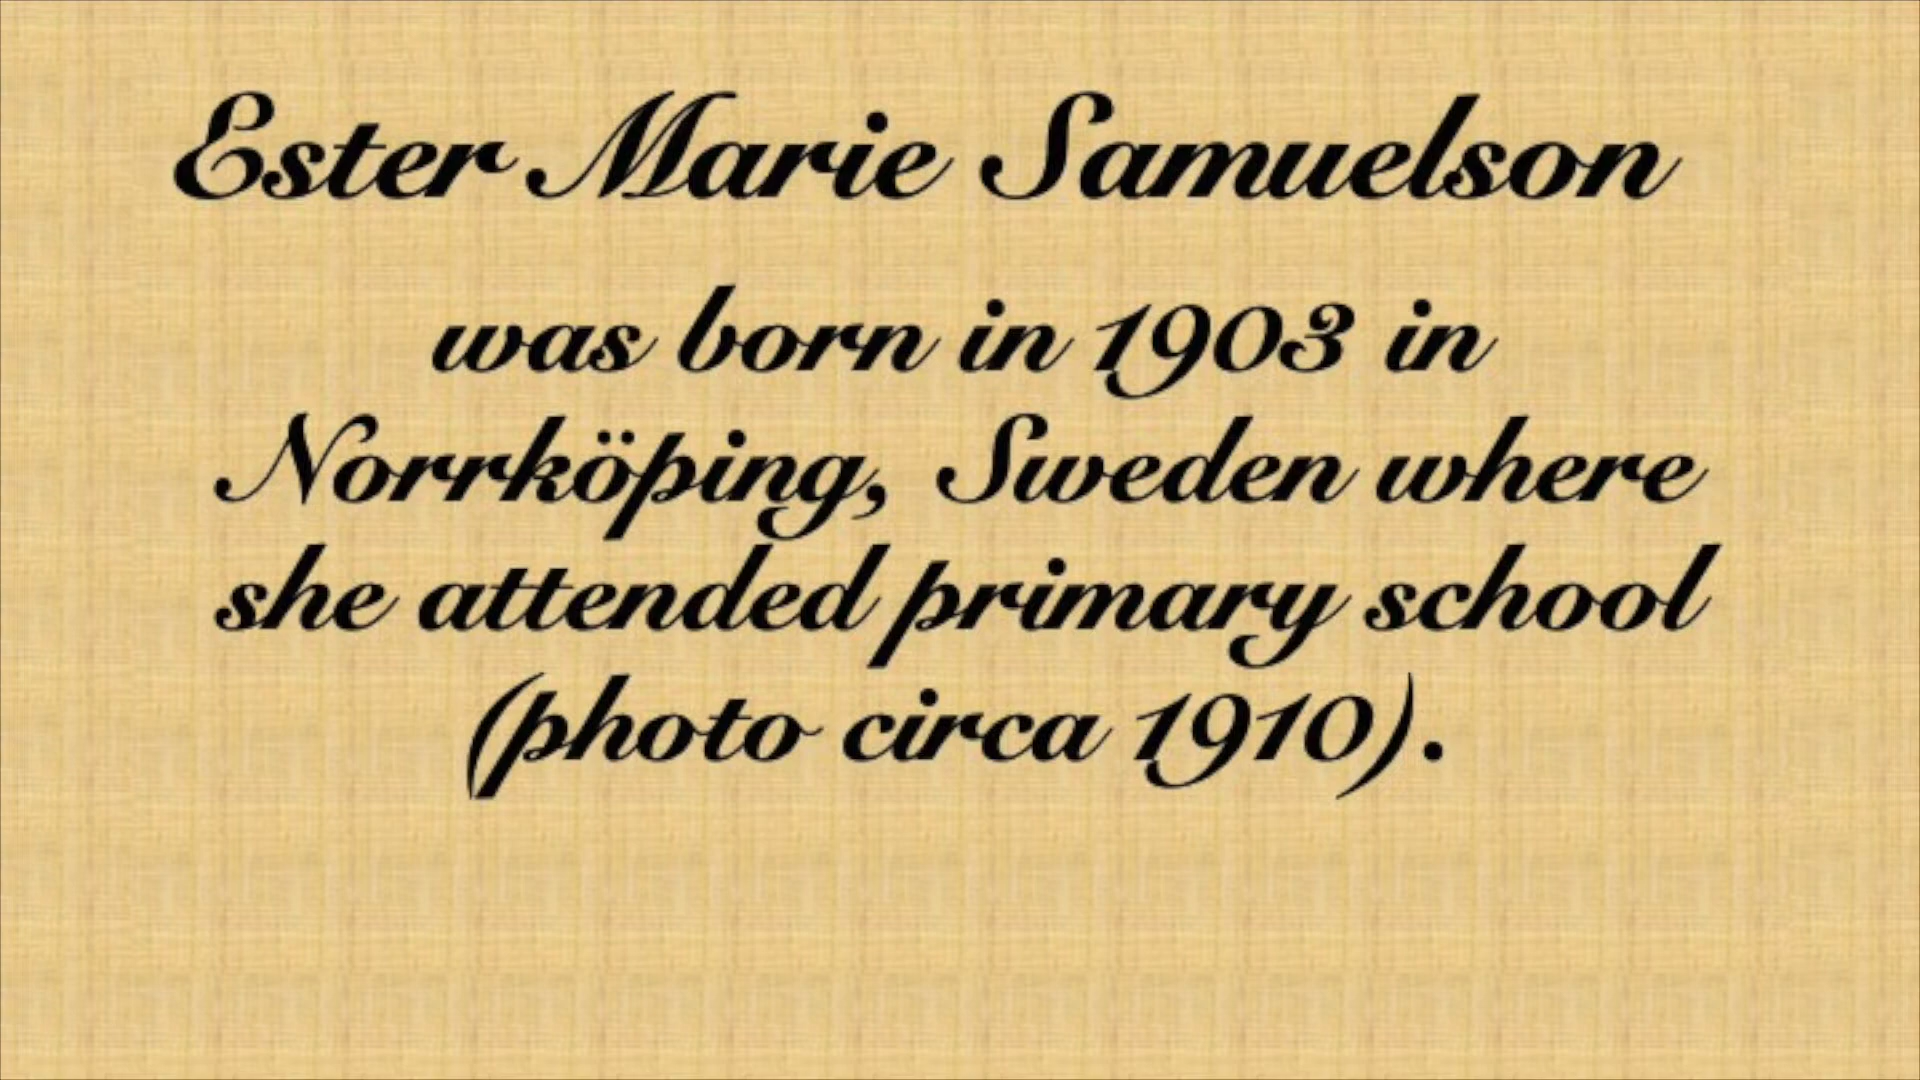 Ester Marie Samuelson
was born in 1903 in
Norrköping, Sweden where
she attended primary school
(photo circa 1910).